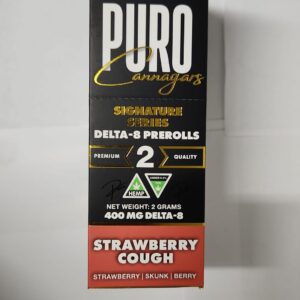 PURO
Cannagars
SIGNATURE
SERIES
DELTA-8 PREROLLS
PREMIUM 2 QUALITY
HEMP
NET WEIGHT: 2 GRAMS
400 MG DELTA-8
STRAWBERRY
COUGH
STRAWBERRY | SKUNK | BERRY